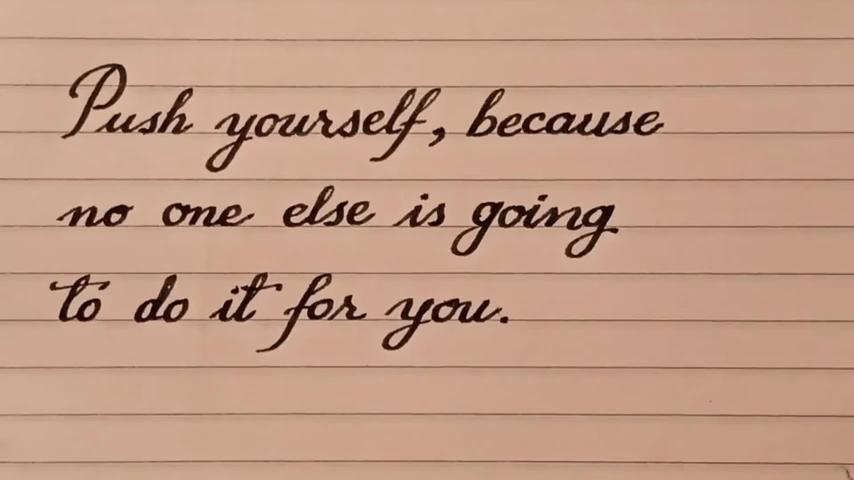 Push yourself, because
no one else is going
to do it for you.